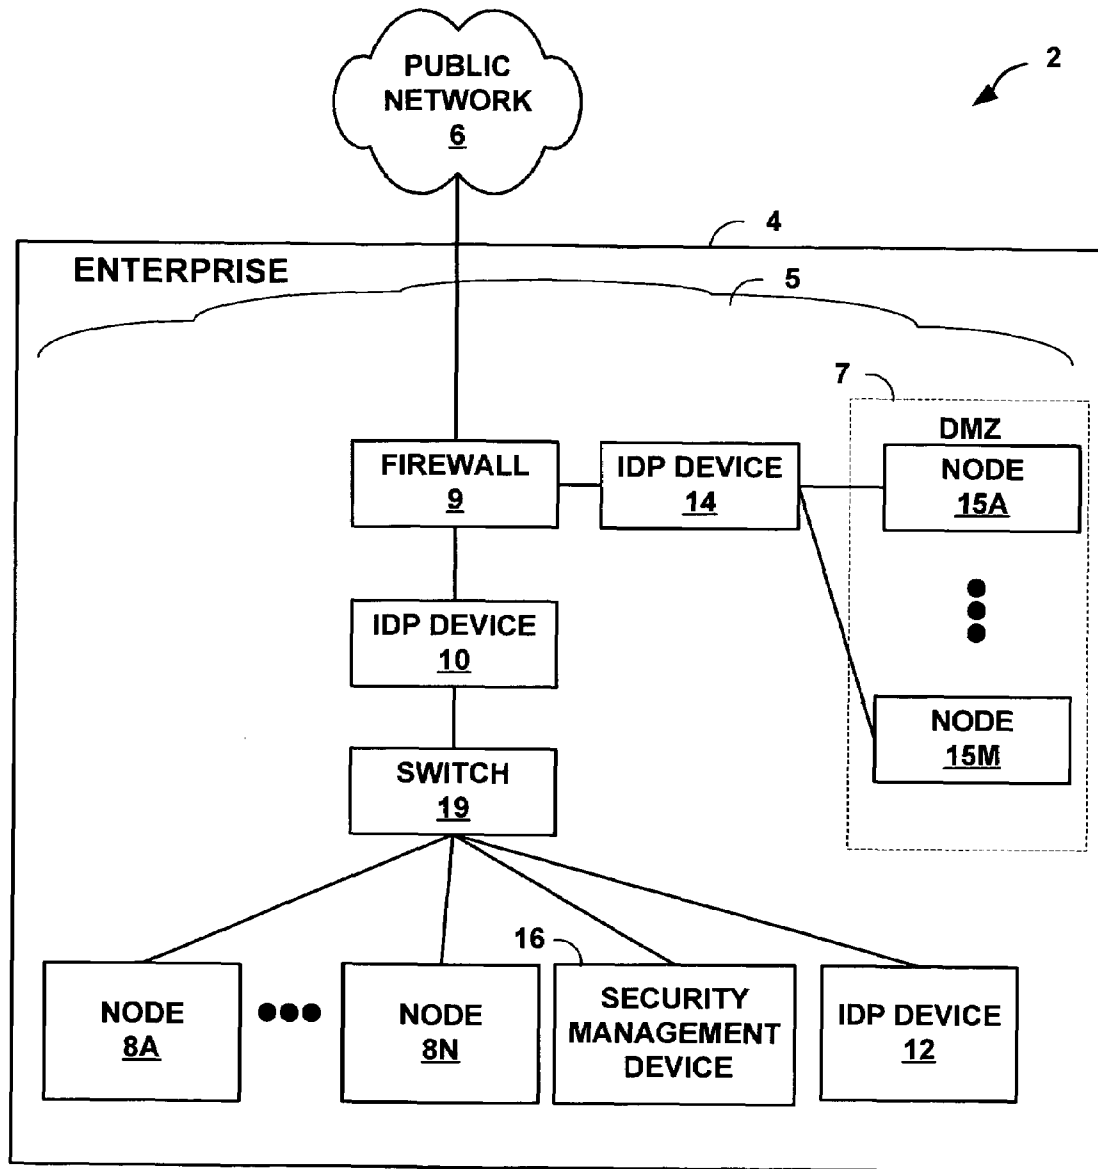 PUBLIC
NETWORK
6
2
4
ENTERPRISE
5
7
DMZ
FIREWALL
9
IDP DEVICE
14
NODE
15A
IDP DEVICE
10
NODE
15M
SWITCH
19
16
NODE
8A
NODE
8N
SECURITY
MANAGEMENT
DEVICE
IDP DEVICE
12